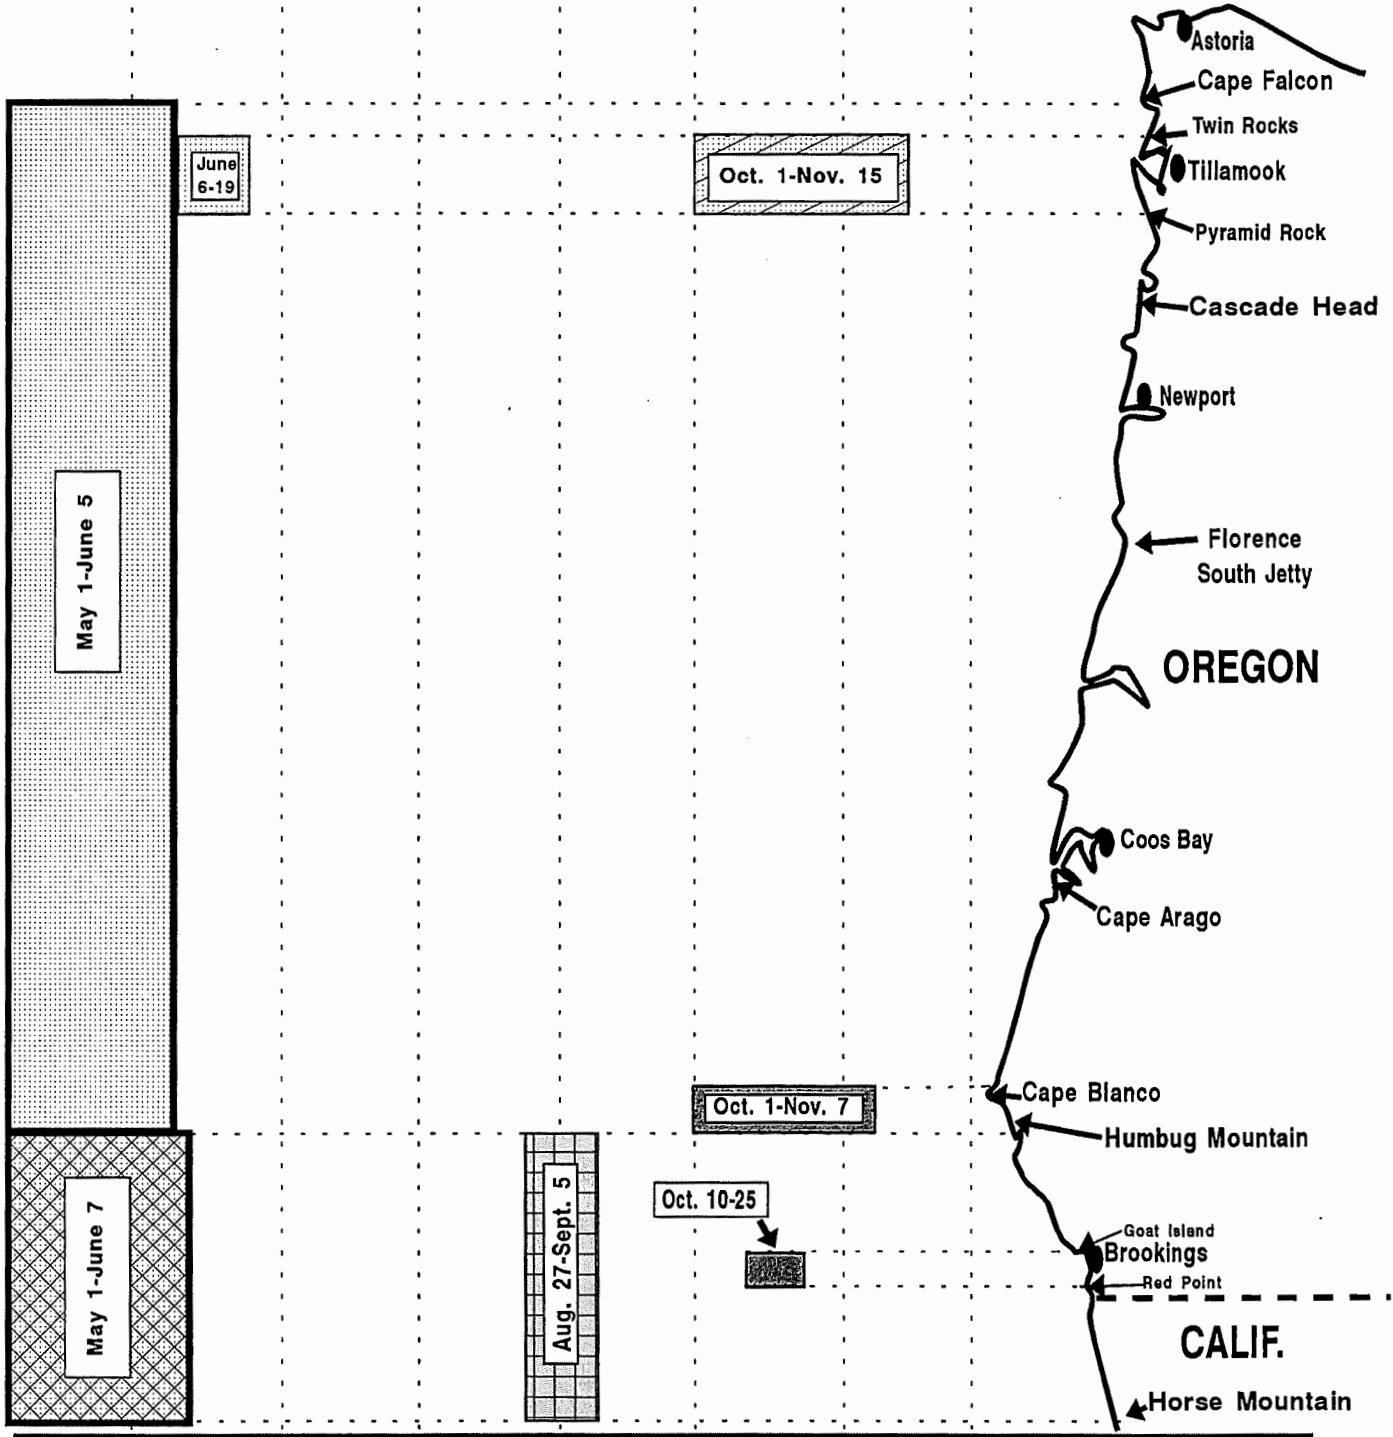 Astoria
Cape Falcon
Twin Rocks
June
6-19
Oct. 1-Nov. 15
Tillamook
Pyramid Rock
Cascade Head
Newport
May 1-June 5
Florence
South Jetty
OREGON
Coos Bay
Cape Arago
Oct. 1-Nov. 7
Cape Blanco
Humbug Mountain
May 1-June 7
Aug. 27-Sept. 5
Oct. 10-25
Goat Island
Brookings
Red Point
CALIF.
Horse Mountain